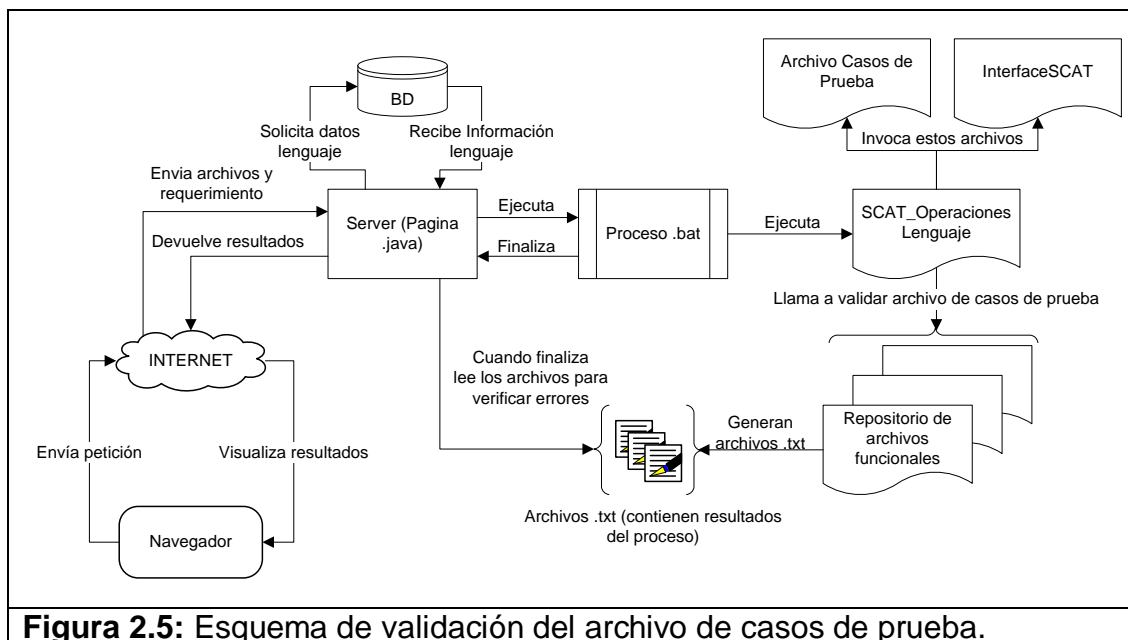 Archivo Casos de
Prueba
InterfaceSCAT
BD
Invoca estos archivos
Solicita datos
lenguaje
Recibe Información
lenguaje
Envia archivos y
requerimiento
Server (Pagina
.java)
Ejecuta
Finaliza
Proceso .bat
Ejecuta
SCAT_Operaciones
Lenguaje
Devuelve resultados
Llama a validar archivo de casos de prueba
INTERNET
Cuando finaliza
lee los archivos para
verificar errores
Generan
archivos .txt
Repositorio de
archivos
funcionales
Envía petición
Visualiza resultados
Archivos .txt (contienen resultados
del proceso)
Navegador
Figura 2.5: Esquema de validación del archivo de casos de prueba.